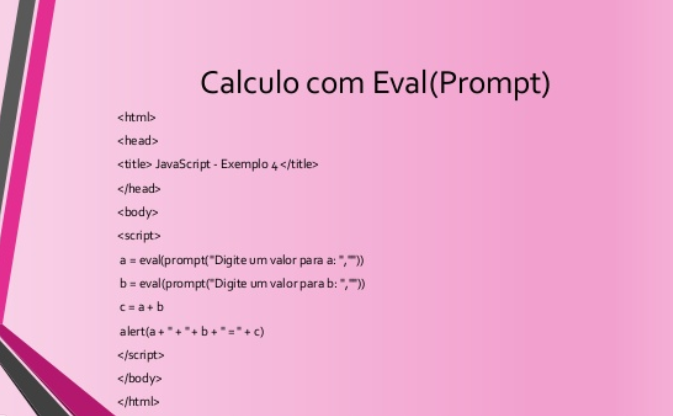 Calculo com Eval(Prompt)
<html>
<head>
<title> JavaScript - Exemplo 4 </title>
</head>
<body>
<script>
a = eval(prompt("Digite um valor para a: ",""))
b = eval(prompt("Digite um valor para b: ",""))
c = a + b
alert(a + " + " + b + " = " + c)
</script>
</body>
</html>